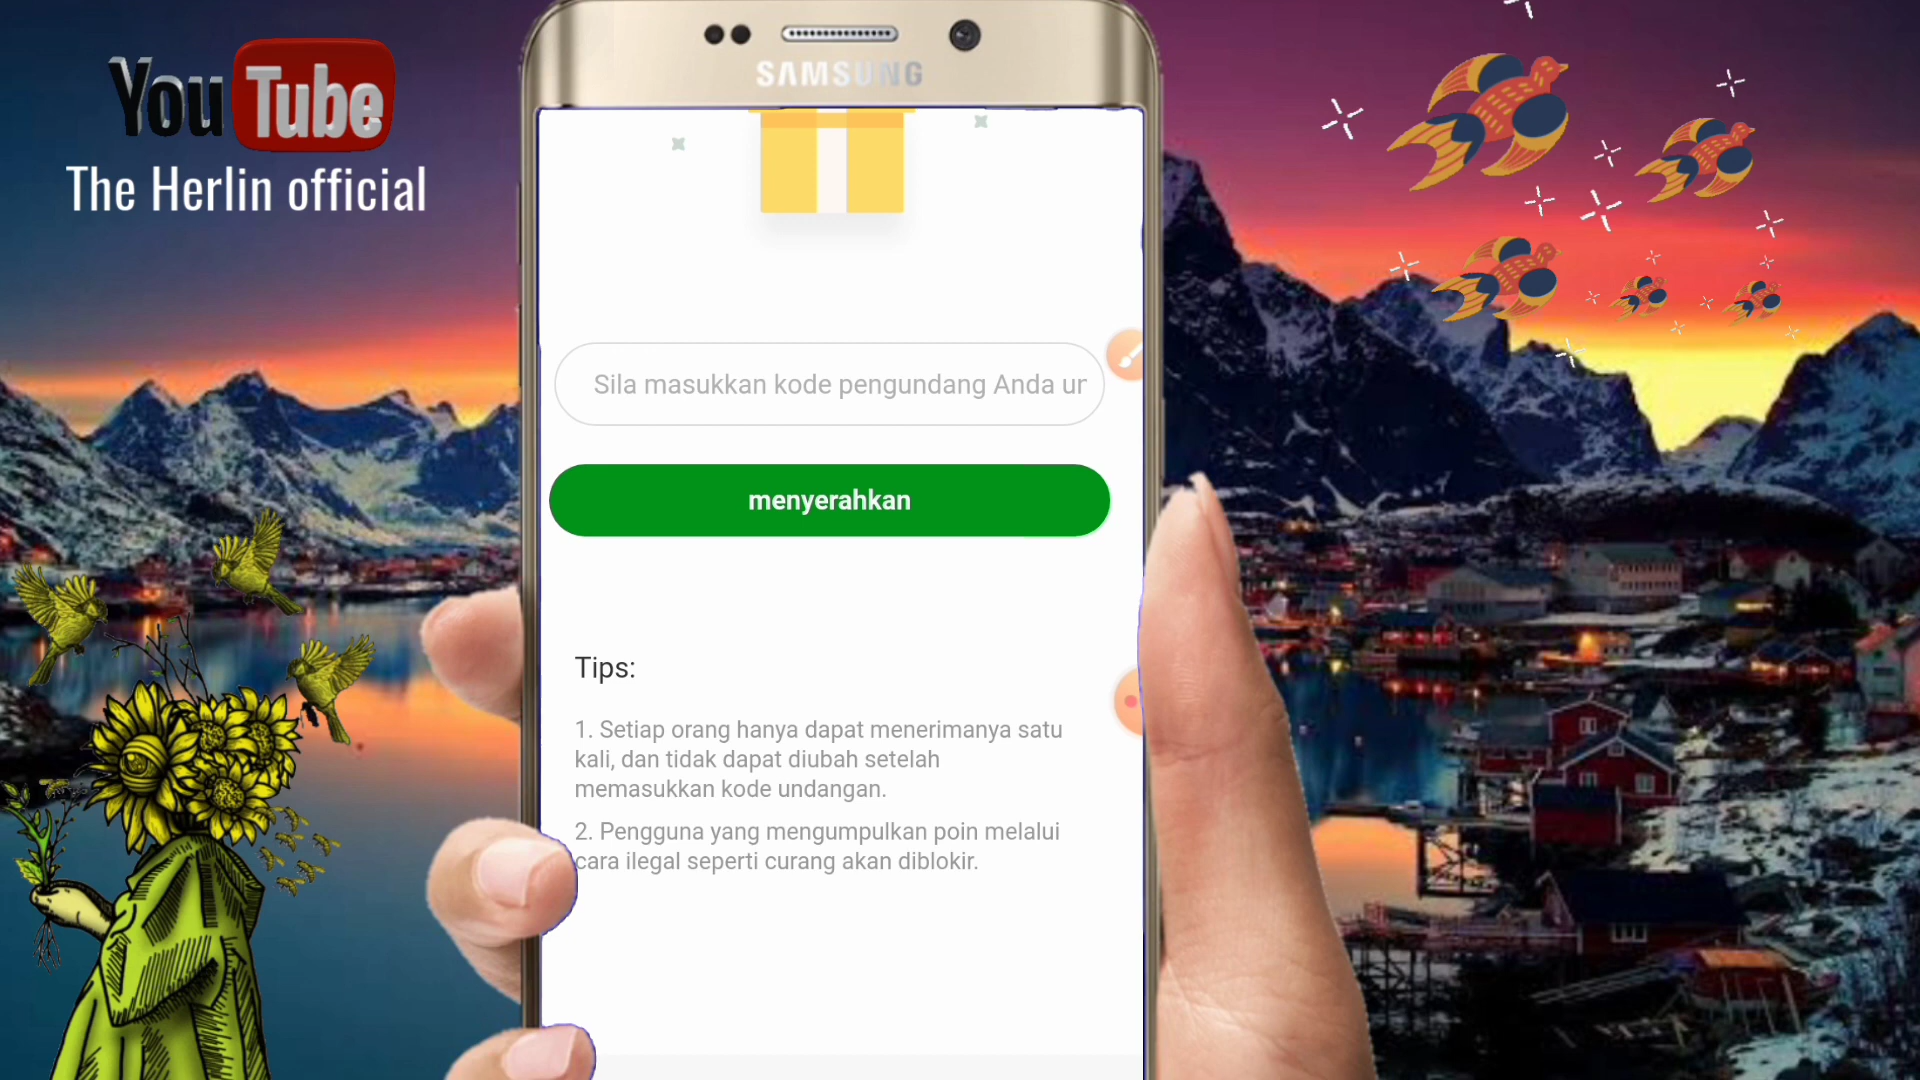 YouTube
The Herlin official
SAMSUNG
Sila masukkan kode pengundang Anda ur
menyerahkan
Tips:
1. Setiap orang hanya dapat menerimanya satu
kali, dan tidak dapat diubah setelah
memasukkan kode undangan.
2. Pengguna yang mengumpulkan poin melalui
cara ilegal seperti curang akan diblokir.